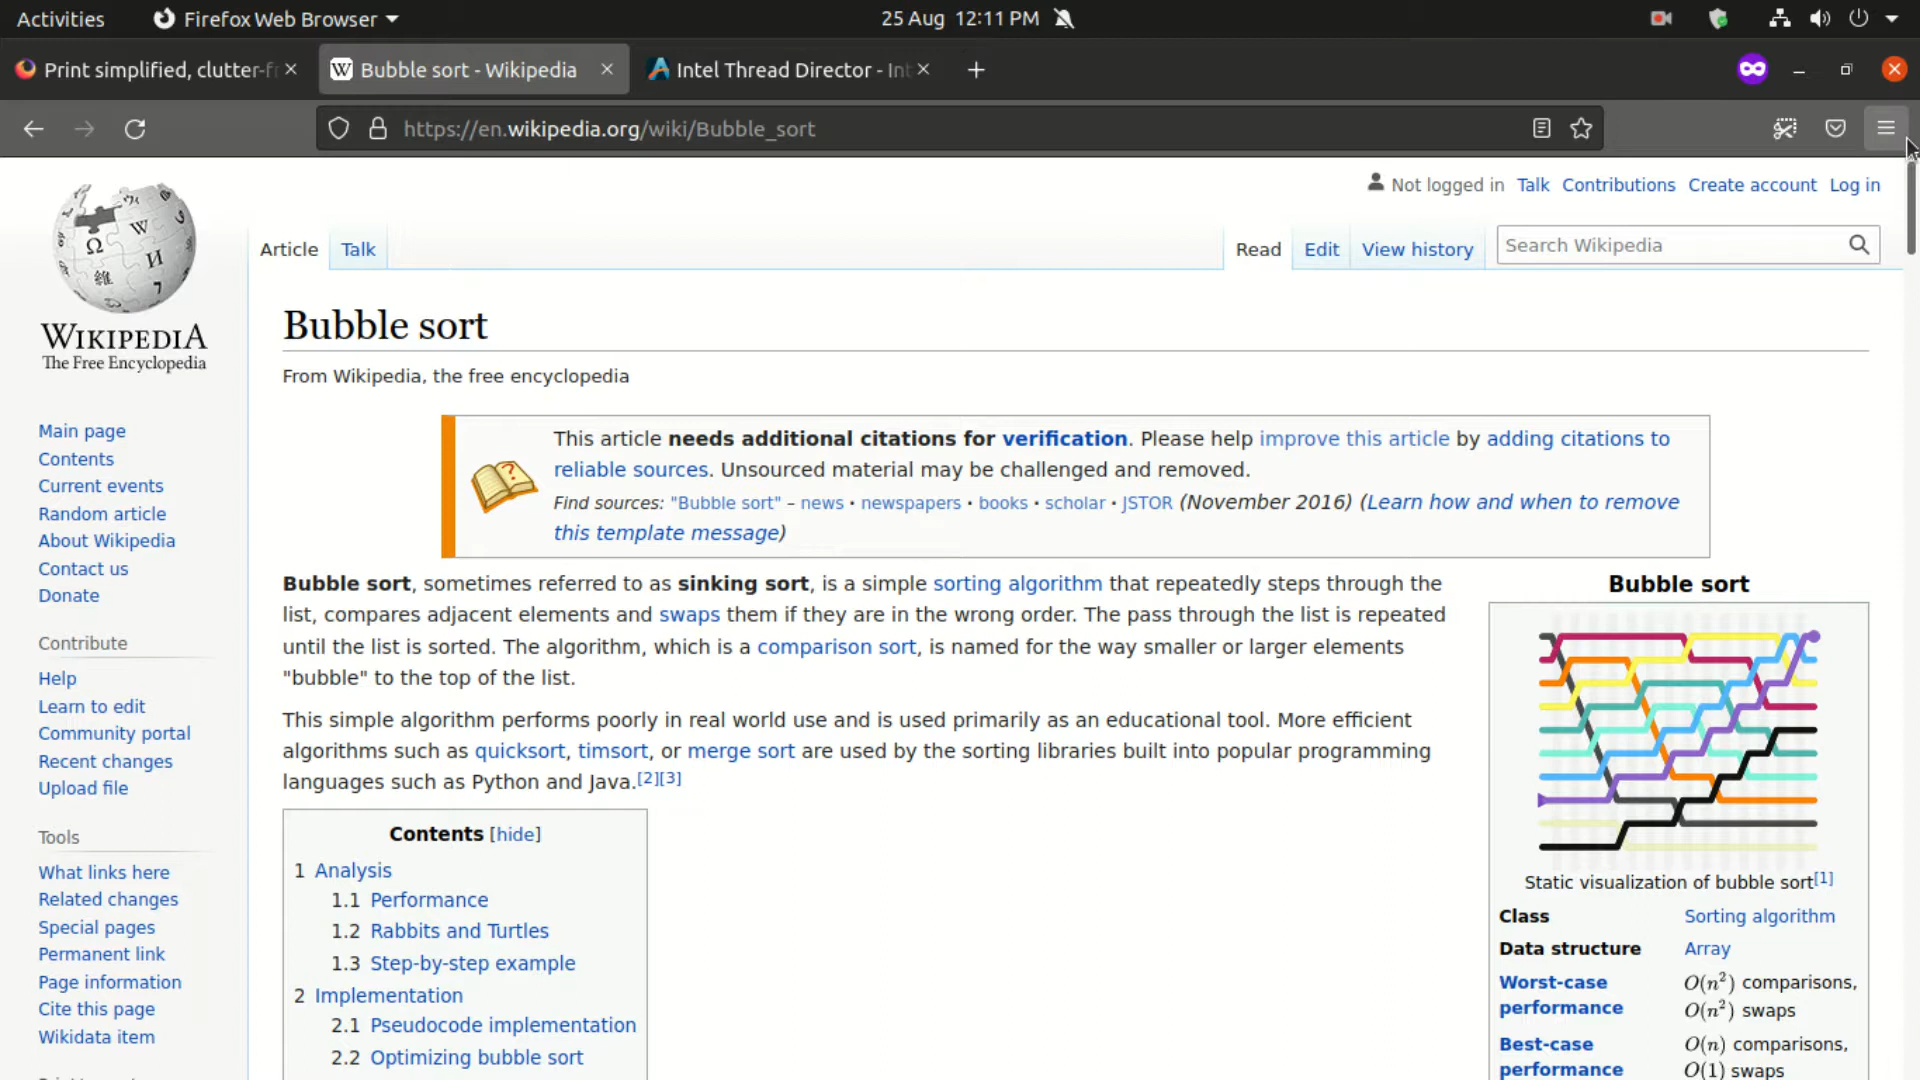 Activities
Firefox Web Browser
25 Aug 12:11 PM
Print simplified, clutter-f
Bubble sort - Wikipedia
Intel Thread Director - Int
https://en.wikipedia.org/wiki/Bubble_sort
Not logged in Talk Contributions Create account Log in
Article Talk
Read Edit View history
Search Wikipedia
WIKIPEDIA
The Free Encyclopedia
Main page
Contents
Current events
Random article
About Wikipedia
Contact us
Donate
Contribute
Help
Learn to edit
Community portal
Recent changes
Upload file
Tools
What links here
Related changes
Special pages
Permanent link
Page information
Cite this page
Wikidata item
Bubble sort
From Wikipedia, the free encyclopedia
This article needs additional citations for verification. Please help improve this article by adding citations to
reliable sources. Unsourced material may be challenged and removed.
Find sources: "Bubble sort" – news · newspapers · books · scholar · JSTOR (November 2016) (Learn how and when to remove
this template message)
Bubble sort, sometimes referred to as sinking sort, is a simple sorting algorithm that repeatedly steps through the
list, compares adjacent elements and swaps them if they are in the wrong order. The pass through the list is repeated
until the list is sorted. The algorithm, which is a comparison sort, is named for the way smaller or larger elements
"bubble" to the top of the list.
This simple algorithm performs poorly in real world use and is used primarily as an educational tool. More efficient
algorithms such as quicksort, timsort, or merge sort are used by the sorting libraries built into popular programming
languages such as Python and Java.[2][3]
Contents [hide]
1 Analysis
1.1 Performance
1.2 Rabbits and Turtles
1.3 Step-by-step example
2 Implementation
2.1 Pseudocode implementation
2.2 Optimizing bubble sort
Bubble sort
Static visualization of bubble sort[1]
Class Sorting algorithm
Data structure Array
Worst-case performance O(n²) comparisons,
O(n²) swaps
Best-case performance O(n) comparisons,
O(1) swaps